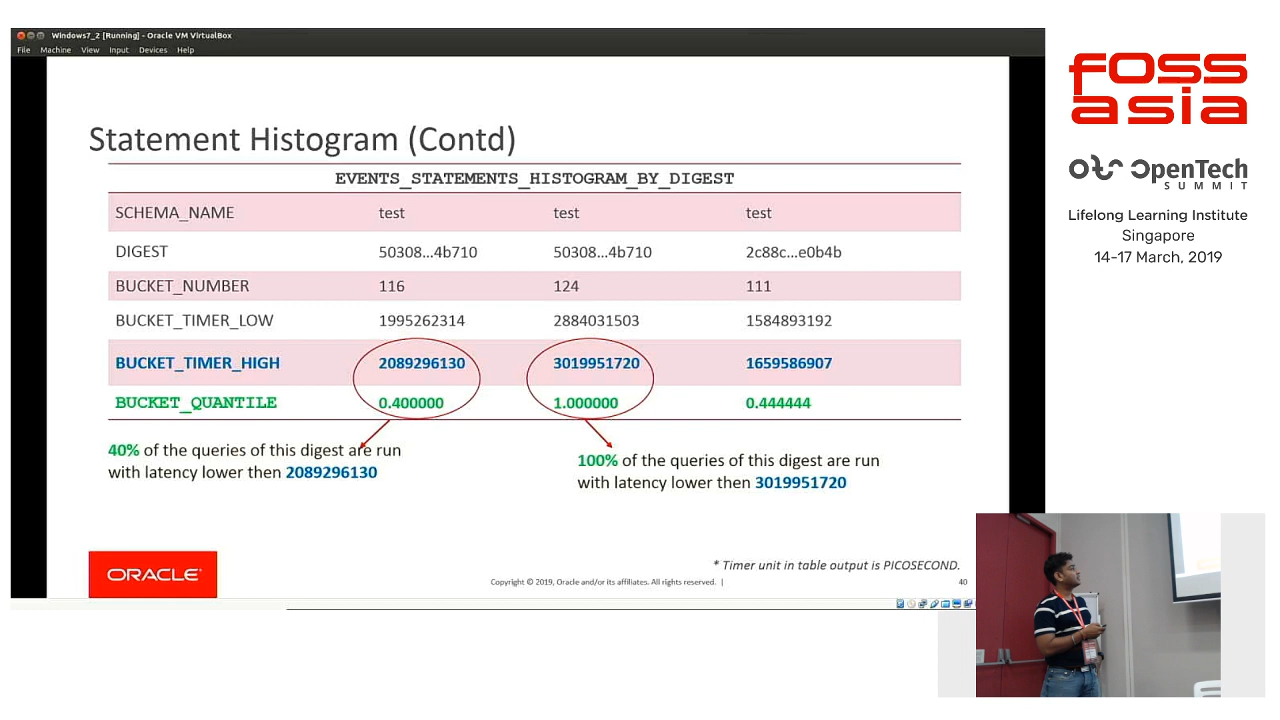 Windows7_2 [Running] - Oracle VM VirtualBox
File Machine View Input Devices Help
Statement Histogram (Contd)
EVENTS_STATEMENTS_HISTOGRAM_BY_DIGEST
SCHEMA_NAME test test test
DIGEST 50308...4b710 50308...4b710 2c88c...e0b4b
BUCKET_NUMBER 116 124 111
BUCKET_TIMER_LOW 1995262314 2884031503 1584893192
BUCKET_TIMER_HIGH 2089296130 3019951720 1659586907
BUCKET_QUANTILE 0.400000 1.000000 0.444444
40% of the queries of this digest are run
with latency lower then 2089296130
100% of the queries of this digest are run
with latency lower then 3019951720
* Timer unit in table output is PICOSECOND.
ORACLE
Copyright © 2019, Oracle and/or its affiliates. All rights reserved. |
40
FOSS
asia
OTS OpenTech
SUMMIT
Lifelong Learning Institute
Singapore
14-17 March, 2019